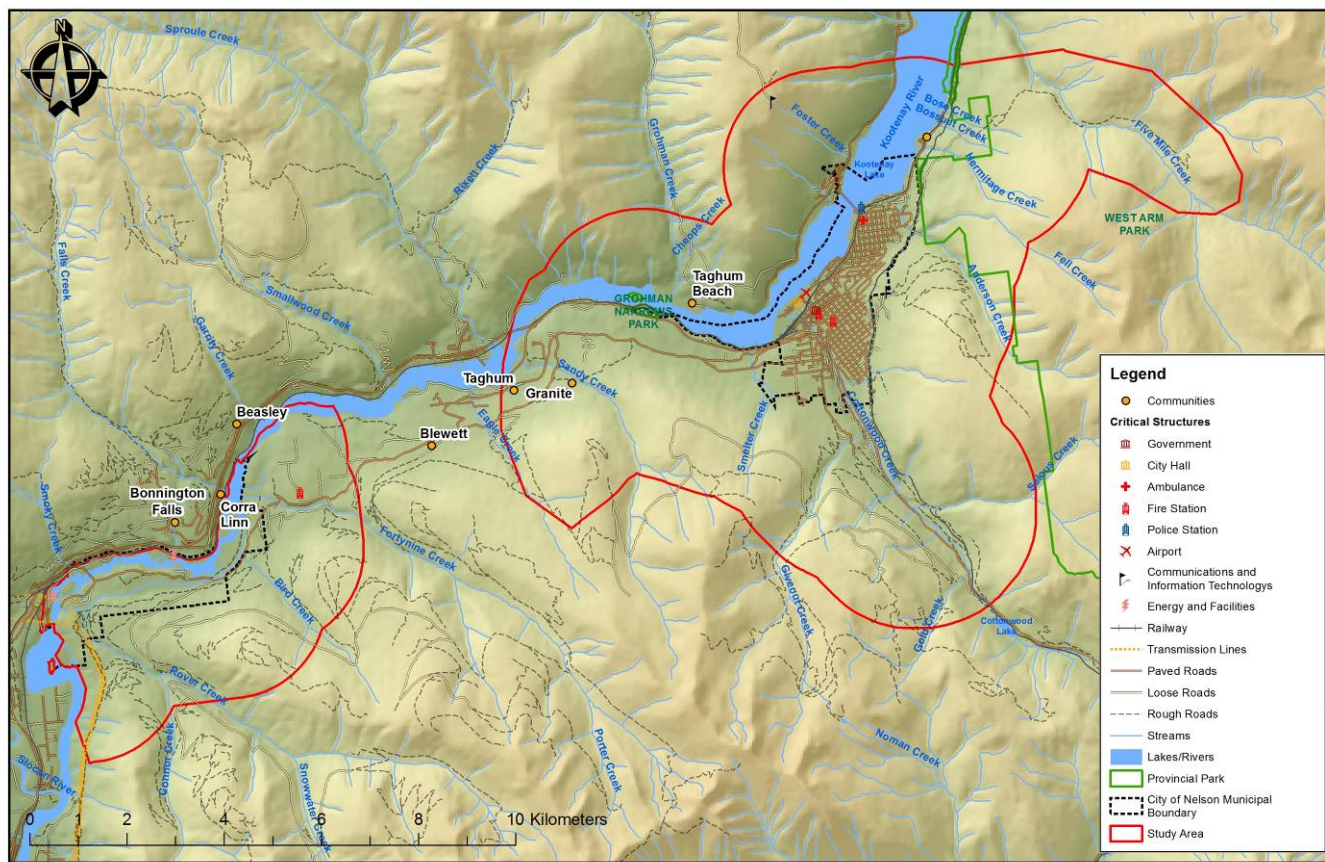 N
Sproule Creek
Foster Creek
Kootenay River
Bose Creek
Bossuet Creek
Five Mile Creek
Grohman Creek
Rixen Creek
Kootenay
Lake
Hermitage Creek
WEST ARM
PARK
Cheops Creek
Falls Creek
Fell Creek
Anderson Creek
Taghum
Beach
GROHMAN
NARROWS
PARK
Smallwood Creek
Garrity Creek
Sandy Creek
Taghum
Granite
Beasley
Eagle Creek
Blewett
Smelter Creek
Cottonwood Creek
Selous Creek
Bonnington
Falls
Corra
Linn
Smoky Creek
Fortynine Creek
Bird Creek
Giveout Creek
Gold Creek
Cottonwood
Lake
Rover Creek
Connor Creek
Porter Creek
Noman Creek
Slocan River
Snowwater Creek
0 1 2 4 6 8 10 Kilometers
Legend
Communities
Critical Structures
Government
City Hall
Ambulance
Fire Station
Police Station
Airport
Communications and
Information Technologys
Energy and Facilities
Railway
Transmission Lines
Paved Roads
Loose Roads
Rough Roads
Streams
Lakes/Rivers
Provincial Park
City of Nelson Municipal
Boundary
Study Area